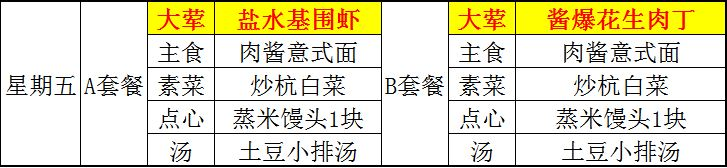 大荤 盐水基围虾 大荤 酱爆花生肉丁
主食 肉酱意式面 主食 肉酱意式面
星期五 A套餐 素菜 炒杭白菜 B套餐 素菜 炒杭白菜
点心 蒸米馒头1块 点心 蒸米馒头1块
汤 土豆小排汤 汤 土豆小排汤